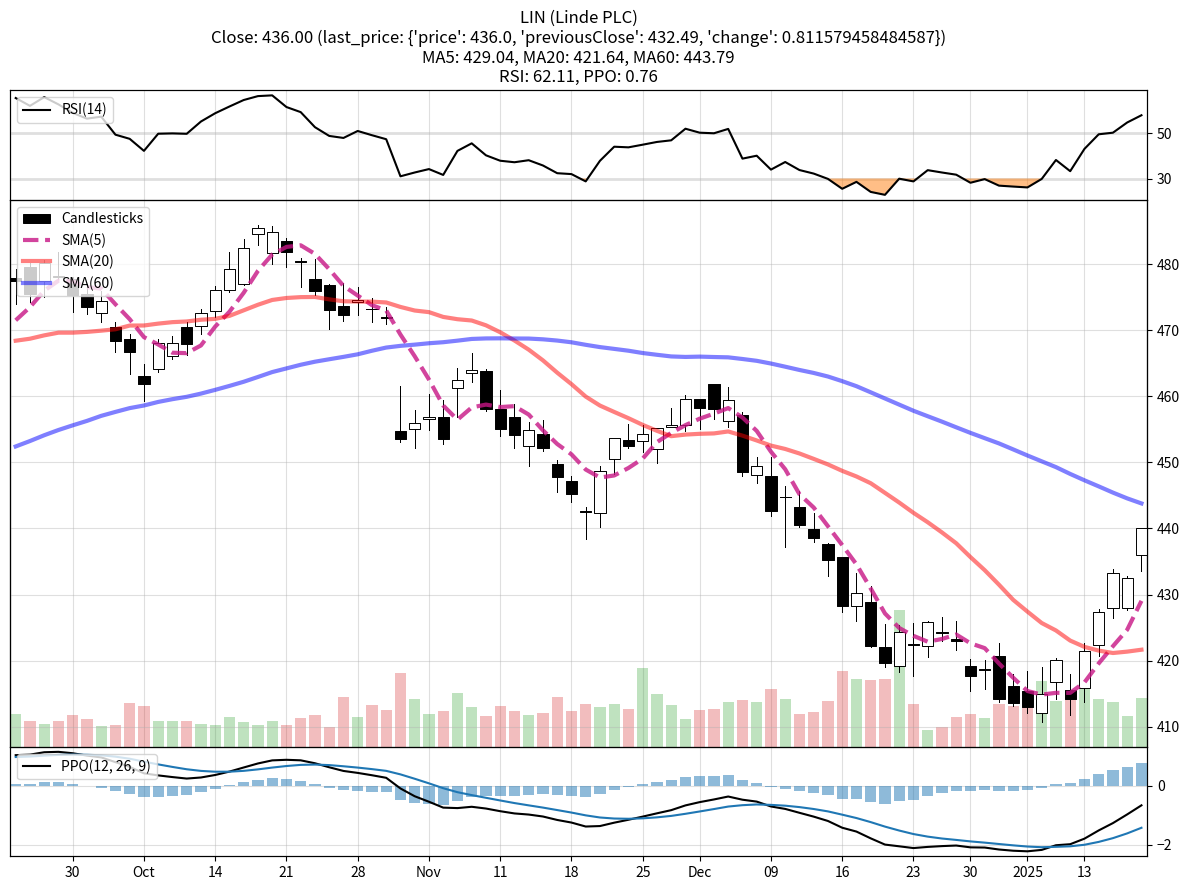 LIN (Linde PLC)
Close: 436.00 (last_price: {'price': 436.0, 'previousClose': 432.49, 'change': 0.811579458484587})
MA5: 429.04, MA20: 421.64, MA60: 443.79
RSI: 62.11, PPO: 0.76
RSI(14)
50
30
Candlesticks
SMA(5)
SMA(20)
SMA(60)
480
470
460
450
440
430
420
410
PPO(12, 26, 9)
0
−2
30 Oct 14 21 28 Nov 11 18 25 Dec 09 16 23 30 2025 13